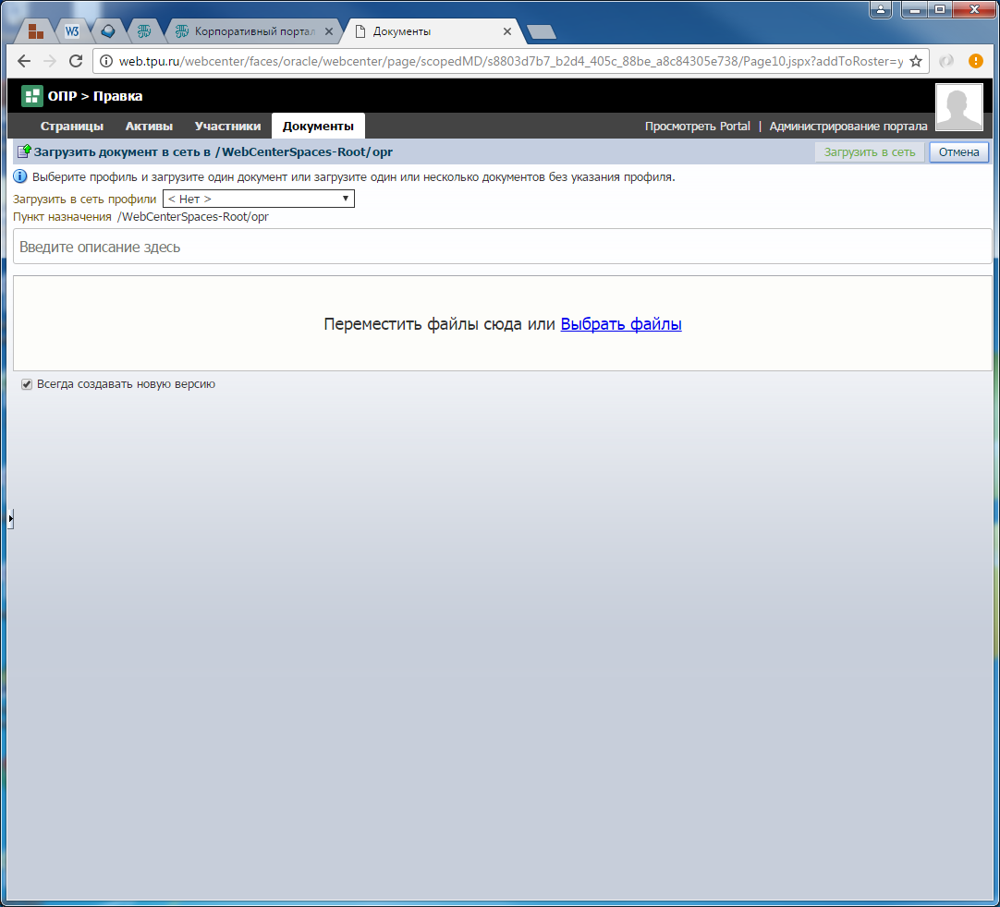 W3
Корпоративный портал
Документы
web.tpu.ru/webcenter/faces/oracle/webcenter/page/scopedMD/s8803d7b7_b2d4_405c_88be_a8c84305e738/Page10.jspx?addToRoster=y
ОПР > Правка
Страницы Активы Участники Документы Просмотреть Portal | Администрирование портала
Загрузить документ в сеть в /WebCenterSpaces-Root/opr Загрузить в сеть Отмена
Выберите профиль и загрузите один документ или загрузите один или несколько документов без указания профиля.
Загрузить в сеть профили < Нет >
Пункт назначения /WebCenterSpaces-Root/opr
Введите описание здесь
Переместить файлы сюда или Выбрать файлы
Всегда создавать новую версию